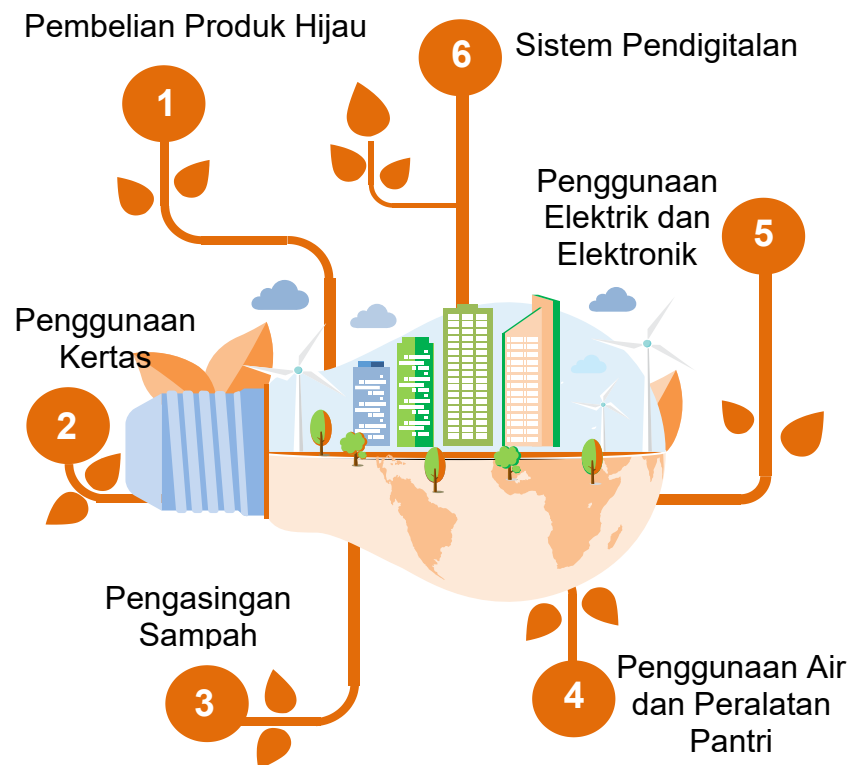 Pembelian Produk Hijau
1
2
Penggunaan
Kertas
3
Pengasingan
Sampah
4
Penggunaan Air
dan Peralatan
Pantri
5
Penggunaan
Elektrik dan
Elektronik
6
Sistem Pendigitalan